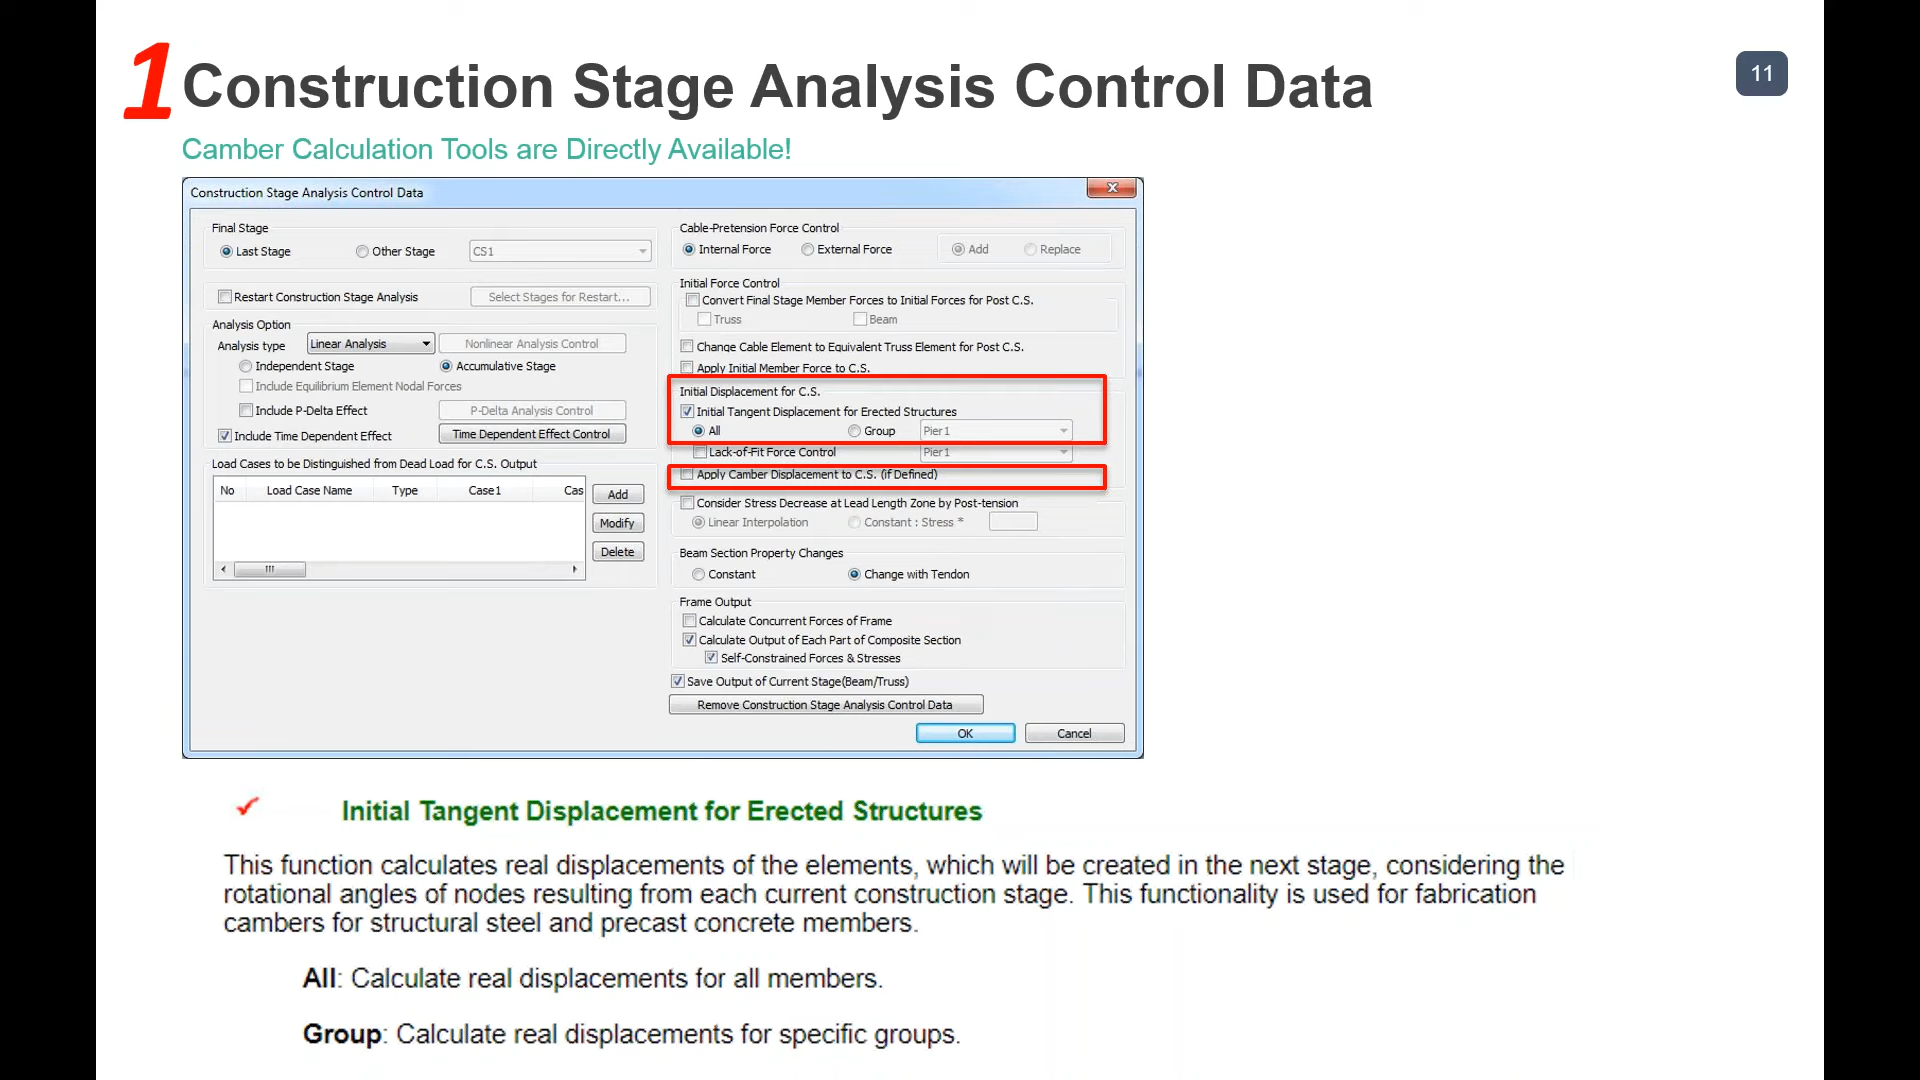 1 Construction Stage Analysis Control Data
11
Camber Calculation Tools are Directly Available!
Construction Stage Analysis Control Data
Final Stage
Last Stage Other Stage CS1
Restart Construction Stage Analysis Select Stages for Restart...
Analysis Option
Analysis type Linear Analysis Nonlinear Analysis Control
Independent Stage Accumulative Stage
Include Equilibrium Element Nodal Forces
Include P-Delta Effect P-Delta Analysis Control
Include Time Dependent Effect Time Dependent Effect Control
Load Cases to be Distinguished from Dead Load for C.S. Output
No Load Case Name Type Case1 Cas
Add
Modify
Delete
Cable-Pretension Force Control
Internal Force External Force Add Replace
Initial Force Control
Convert Final Stage Member Forces to Initial Forces for Post C.S.
Truss Beam
Change Cable Element to Equivalent Truss Element for Post C.S.
Apply Initial Member Force to C.S.
Initial Displacement for C.S.
Initial Tangent Displacement for Erected Structures
All Group Pier1
Lack-of-Fit Force Control Pier1
Apply Camber Displacement to C.S. (if Defined)
Consider Stress Decrease at Lead Length Zone by Post-tension
Linear Interpolation Constant : Stress *
Beam Section Property Changes
Constant Change with Tendon
Frame Output
Calculate Concurrent Forces of Frame
Calculate Output of Each Part of Composite Section
Self-Constrained Forces & Stresses
Save Output of Current Stage(Beam/Truss)
Remove Construction Stage Analysis Control Data
OK Cancel
Initial Tangent Displacement for Erected Structures
This function calculates real displacements of the elements, which will be created in the next stage, considering the
rotational angles of nodes resulting from each current construction stage. This functionality is used for fabrication
cambers for structural steel and precast concrete members.
All: Calculate real displacements for all members.
Group: Calculate real displacements for specific groups.